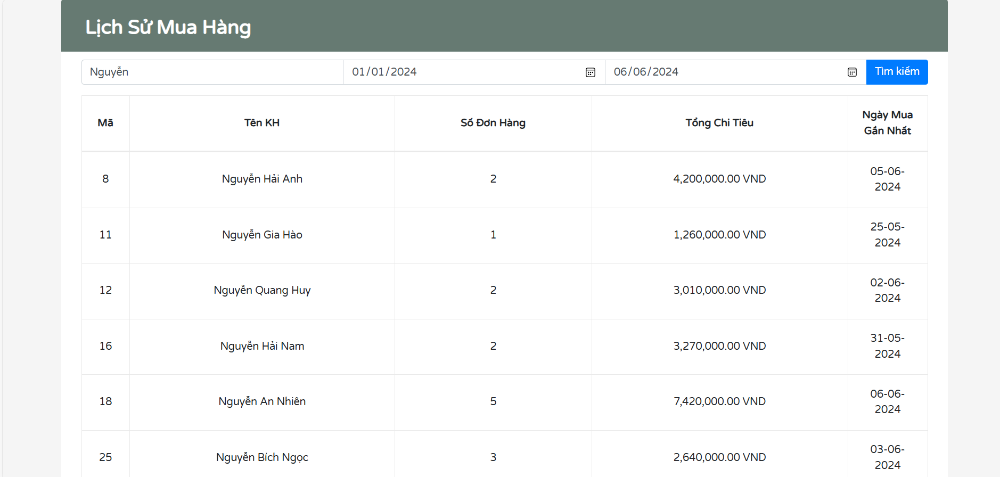 Lịch Sử Mua Hàng
Nguyễn 01/01/2024 06/06/2024 Tìm kiếm
Mã Tên KH Số Đơn Hàng Tổng Chi Tiêu Ngày Mua
Gần Nhất
8 Nguyễn Hải Anh 2 4,200,000.00 VND 05-06-
2024
11 Nguyễn Gia Hào 1 1,260,000.00 VND 25-05-
2024
12 Nguyễn Quang Huy 2 3,010,000.00 VND 02-06-
2024
16 Nguyễn Hải Nam 2 3,270,000.00 VND 31-05-
2024
18 Nguyễn An Nhiên 5 7,420,000.00 VND 06-06-
2024
25 Nguyễn Bích Ngọc 3 2,640,000.00 VND 03-06-
2024